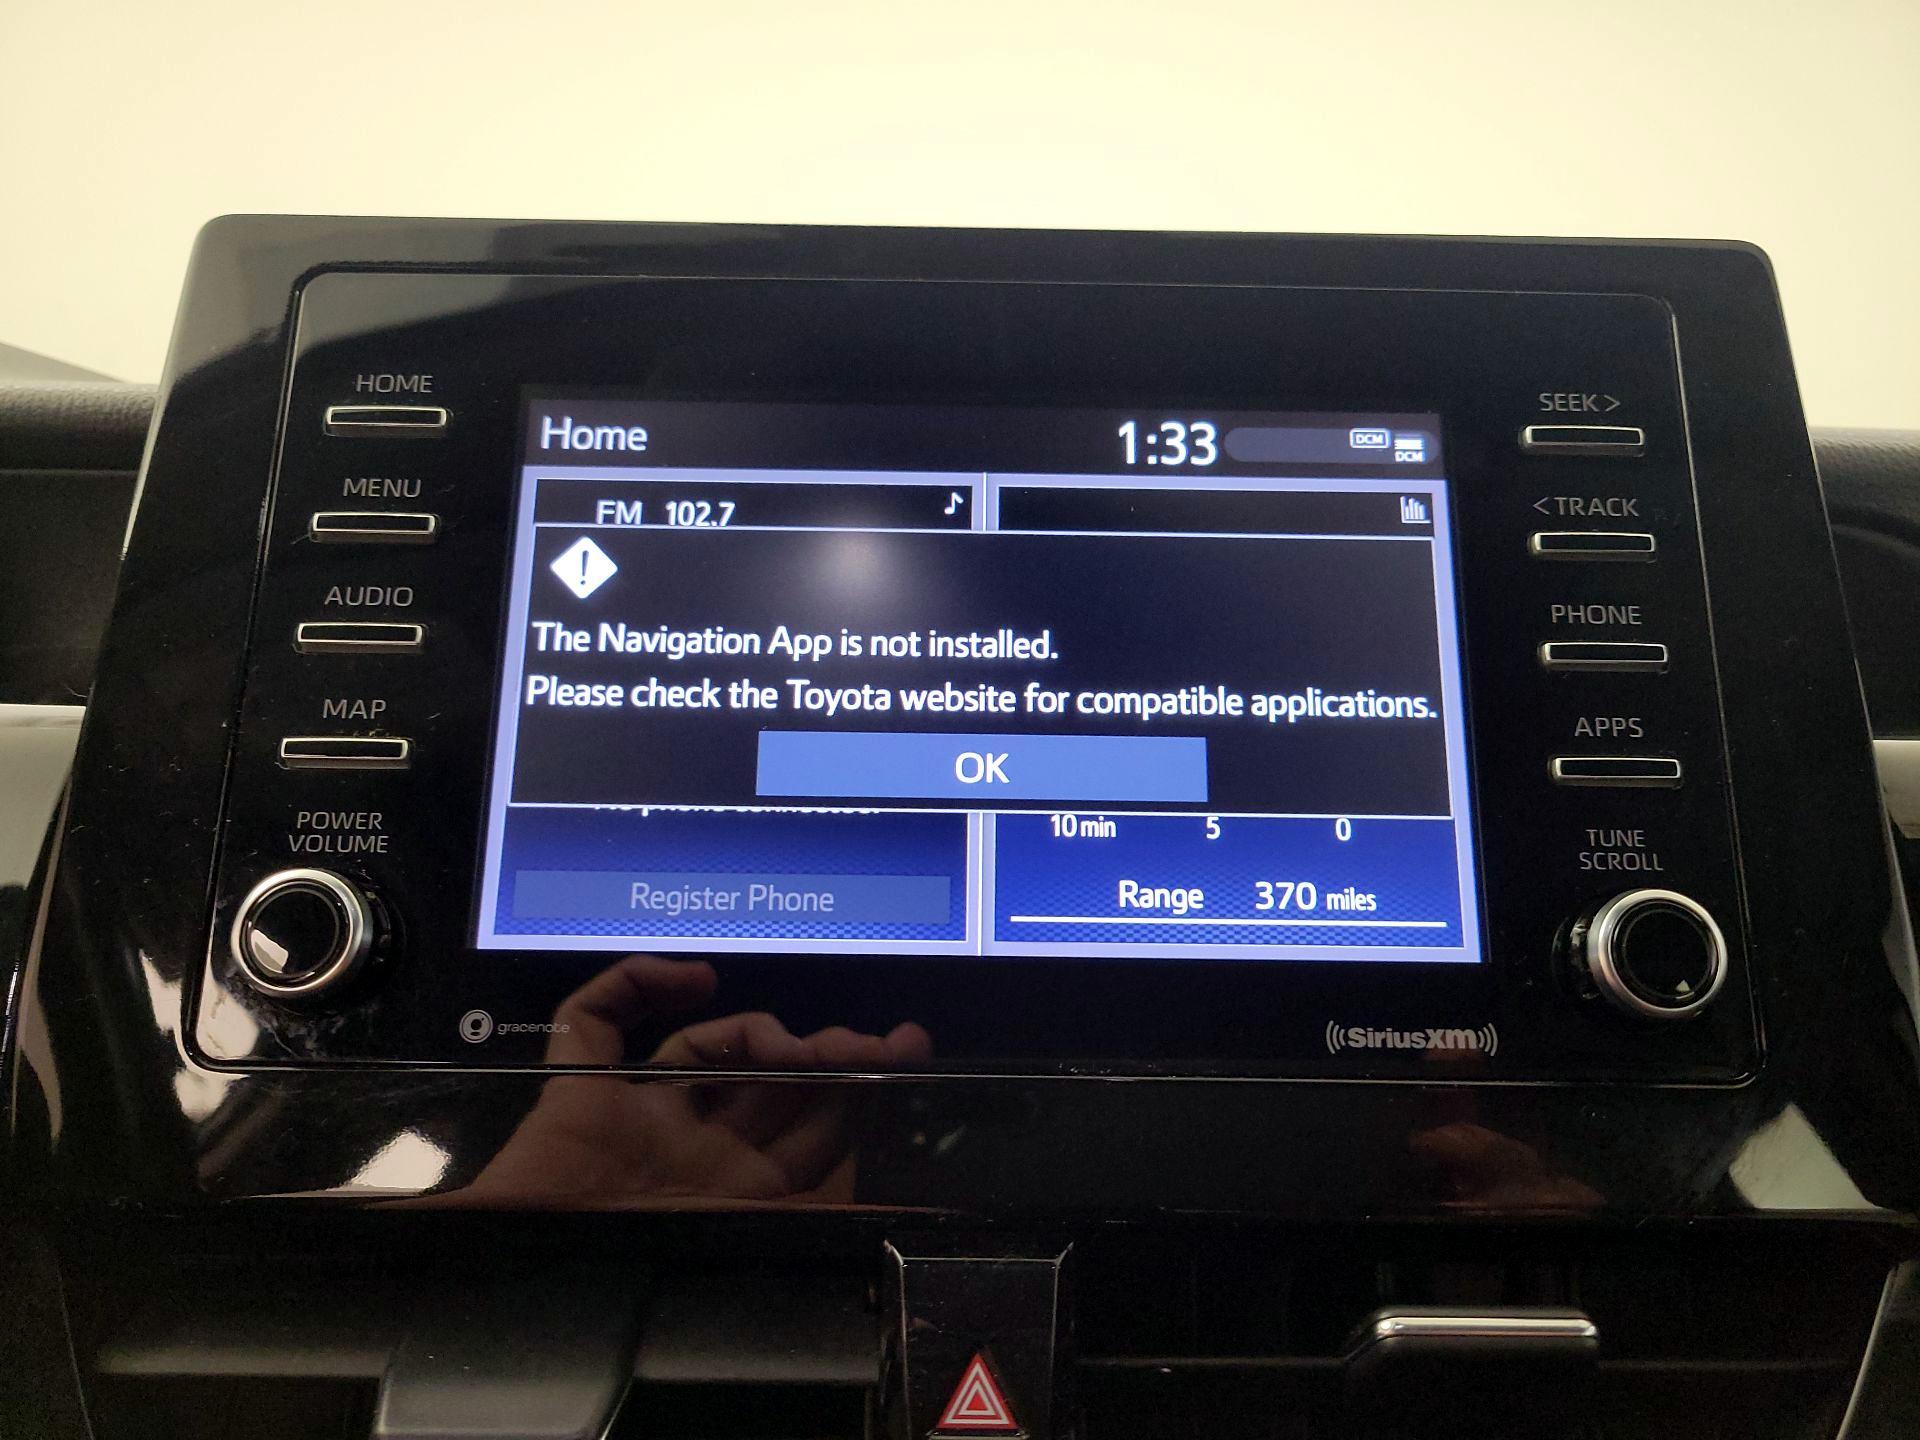 HOME
MENU
AUDIO
MAP
POWER
VOLUME
Home
1:33
DCM
DCM
FM 102.7
The Navigation App is not installed.
Please check the Toyota website for compatible applications.
OK
10 min 5 0
Register Phone
Range 370 miles
SEEK >
< TRACK
PHONE
APPS
TUNE
SCROLL
gracenote
((SiriusXM))